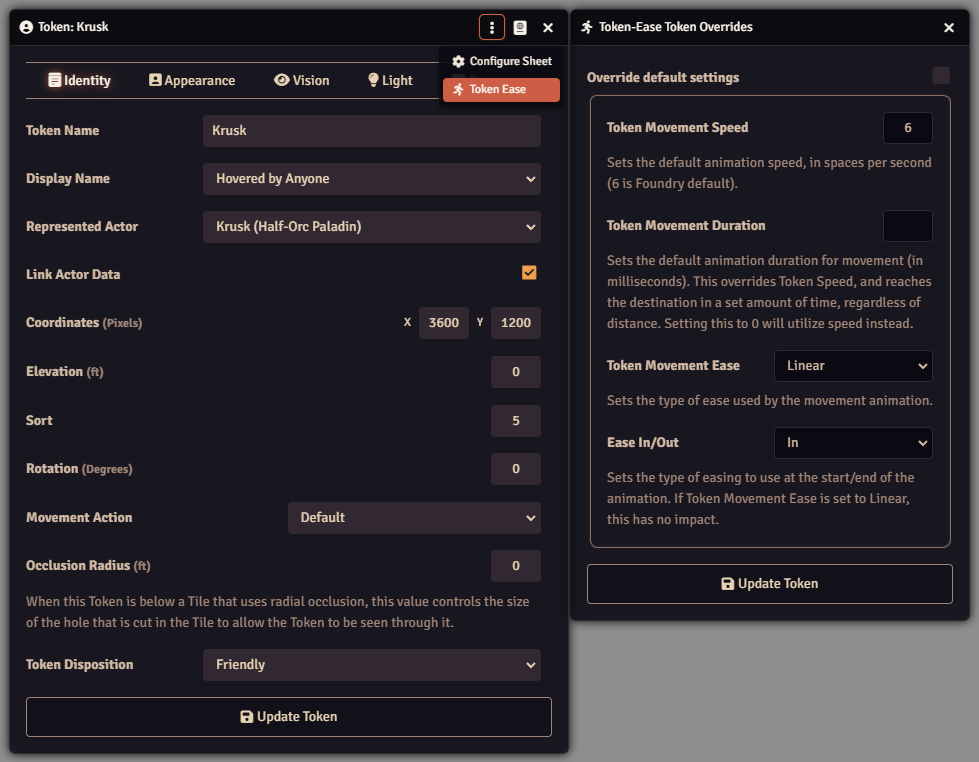 Token: Krusk
Configure Sheet
Token Ease
Identity
Appearance
Vision
Light
Token Name
Krusk
Display Name
Hovered by Anyone
Represented Actor
Krusk (Half-Orc Paladin)
Link Actor Data
Coordinates (Pixels)
X 3600 Y 1200
Elevation (ft)
0
Sort
5
Rotation (Degrees)
0
Movement Action
Default
Occlusion Radius (ft)
0
When this Token is below a Tile that uses radial occlusion, this value controls the size
of the hole that is cut in the Tile to allow the Token to be seen through it.
Token Disposition
Friendly
Update Token
Token-Ease Token Overrides
Override default settings
Token Movement Speed
6
Sets the default animation speed, in spaces per second
(6 is Foundry default).
Token Movement Duration
Sets the default animation duration for movement (in
milliseconds). This overrides Token Speed, and reaches
the destination in a set amount of time, regardless of
distance. Setting this to 0 will utilize speed instead.
Token Movement Ease
Linear
Sets the type of ease used by the movement animation.
Ease In/Out
In
Sets the type of easing to use at the start/end of the
animation. If Token Movement Ease is set to Linear,
this has no impact.
Update Token